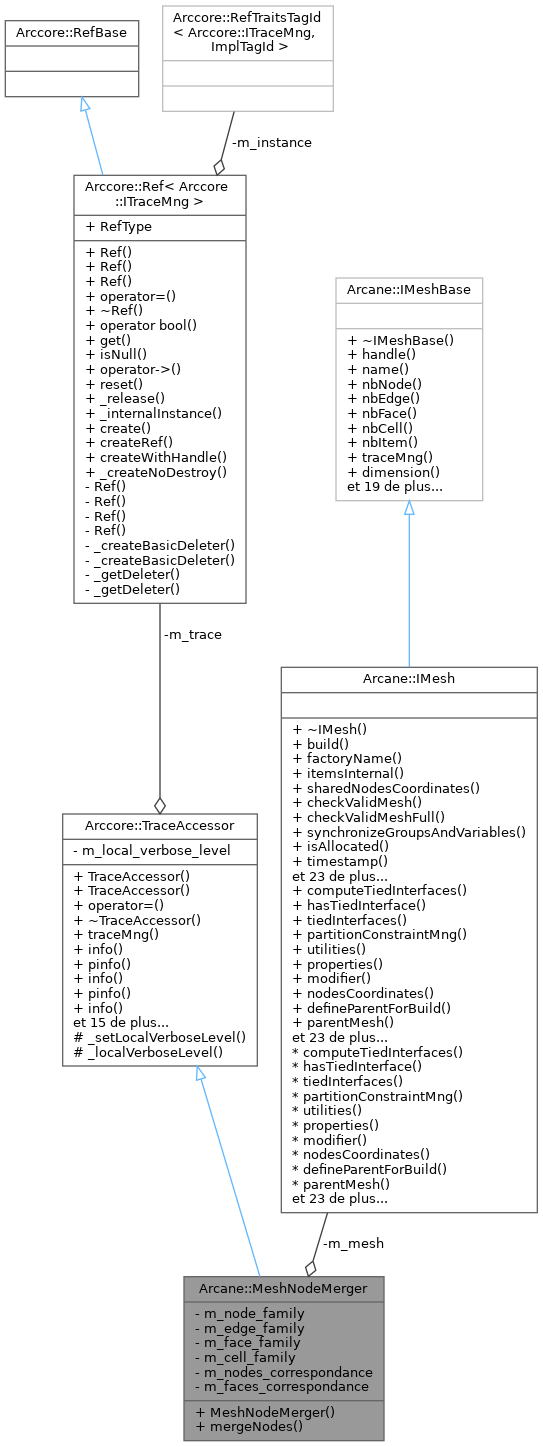 Arccore::RefBase
Arccore::RefTraitsTagId
< Arccore::ITraceMng,
ImplTagId >
-m_instance
Arccore::Ref< Arccore
::ITraceMng >
+ RefType
+ Ref()
+ Ref()
+ Ref()
+ operator=()
+ ~Ref()
+ operator bool()
+ get()
+ isNull()
+ operator->()
+ reset()
+ _release()
+ _internalInstance()
+ create()
+ createRef()
+ createWithHandle()
+ _createNoDestroy()
- Ref()
- Ref()
- Ref()
- Ref()
- _createBasicDeleter()
- _createBasicDeleter()
- _getDeleter()
- _getDeleter()
Arcane::IMeshBase
+ ~IMeshBase()
+ handle()
+ name()
+ nbNode()
+ nbEdge()
+ nbFace()
+ nbCell()
+ nbItem()
+ traceMng()
+ dimension()
et 19 de plus...
-m_trace
Arcane::IMesh
+ ~IMesh()
+ build()
+ factoryName()
+ itemsInternal()
+ sharedNodesCoordinates()
+ checkValidMesh()
+ checkValidMeshFull()
+ synchronizeGroupsAndVariables()
+ isAllocated()
+ timestamp()
et 23 de plus...
+ computeTiedInterfaces()
+ hasTiedInterface()
+ tiedInterfaces()
+ partitionConstraintMng()
+ utilities()
+ properties()
+ modifier()
+ nodesCoordinates()
+ defineParentForBuild()
+ parentMesh()
et 23 de plus...
* computeTiedInterfaces()
* hasTiedInterface()
* tiedInterfaces()
* partitionConstraintMng()
* utilities()
* properties()
* modifier()
* nodesCoordinates()
* defineParentForBuild()
* parentMesh()
et 23 de plus...
Arccore::TraceAccessor
- m_local_verbose_level
+ TraceAccessor()
+ TraceAccessor()
+ operator=()
+ ~TraceAccessor()
+ traceMng()
+ info()
+ pinfo()
+ info()
+ pinfo()
+ info()
et 15 de plus...
# _setLocalVerboseLevel()
# _localVerboseLevel()
-m_mesh
Arcane::MeshNodeMerger
- m_node_family
- m_edge_family
- m_face_family
- m_cell_family
- m_nodes_correspondance
- m_faces_correspondance
+ MeshNodeMerger()
+ mergeNodes()